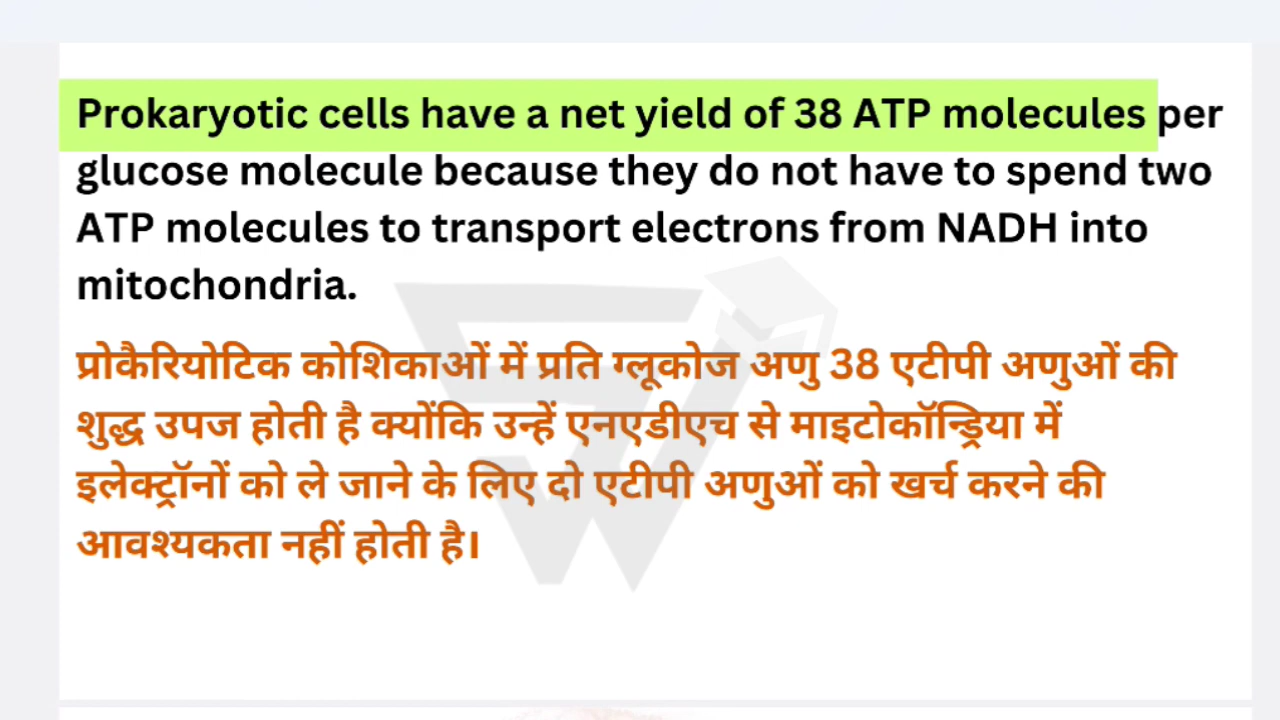 Prokaryotic cells have a net yield of 38 ATP molecules per
glucose molecule because they do not have to spend two
ATP molecules to transport electrons from NADH into
mitochondria.
प्रोकैरियोटिक कोशिकाओं में प्रति ग्लूकोज अणु 38 एटीपी अणुओं की
शुद्ध उपज होती है क्योंकि उन्हें एनएडीएच से माइटोकॉन्ड्रिया में
इलेक्ट्रॉनों को ले जाने के लिए दो एटीपी अणुओं को खर्च करने की
आवश्यकता नहीं होती है।